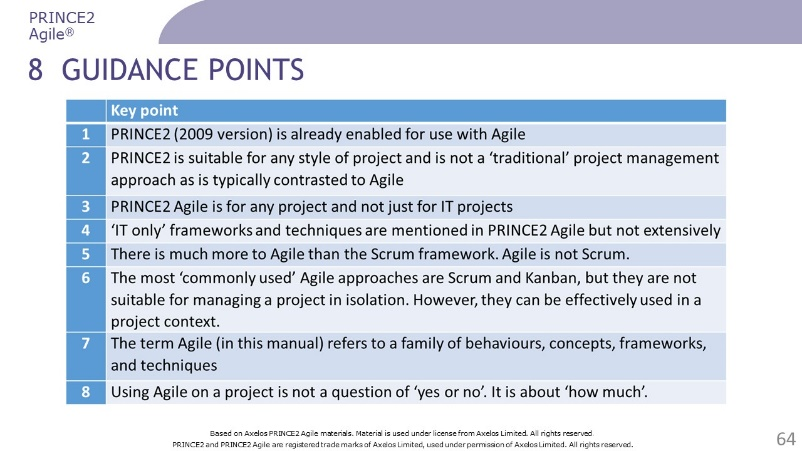 PRINCE2
Agile®
8 GUIDANCE POINTS
Key point
1 PRINCE2 (2009 version) is already enabled for use with Agile
2 PRINCE2 is suitable for any style of project and is not a ‘traditional’ project management
approach as is typically contrasted to Agile
3 PRINCE2 Agile is for any project and not just for IT projects
4 ‘IT only’ frameworks and techniques are mentioned in PRINCE2 Agile but not extensively
5 There is much more to Agile than the Scrum framework. Agile is not Scrum.
6 The most ‘commonly used’ Agile approaches are Scrum and Kanban, but they are not
suitable for managing a project in isolation. However, they can be effectively used in a
project context.
7 The term Agile (in this manual) refers to a family of behaviours, concepts, frameworks,
and techniques
8 Using Agile on a project is not a question of ‘yes or no’. It is about ‘how much’.
Based on Axelos PRINCE2 Agile materials. Material is used under license from Axelos Limited. All rights reserved
PRINCE2 and PRINCE2 Agile are registered trade marks of Axelos Limited, used under permission of Axelos Limited. All rights reserved.
64